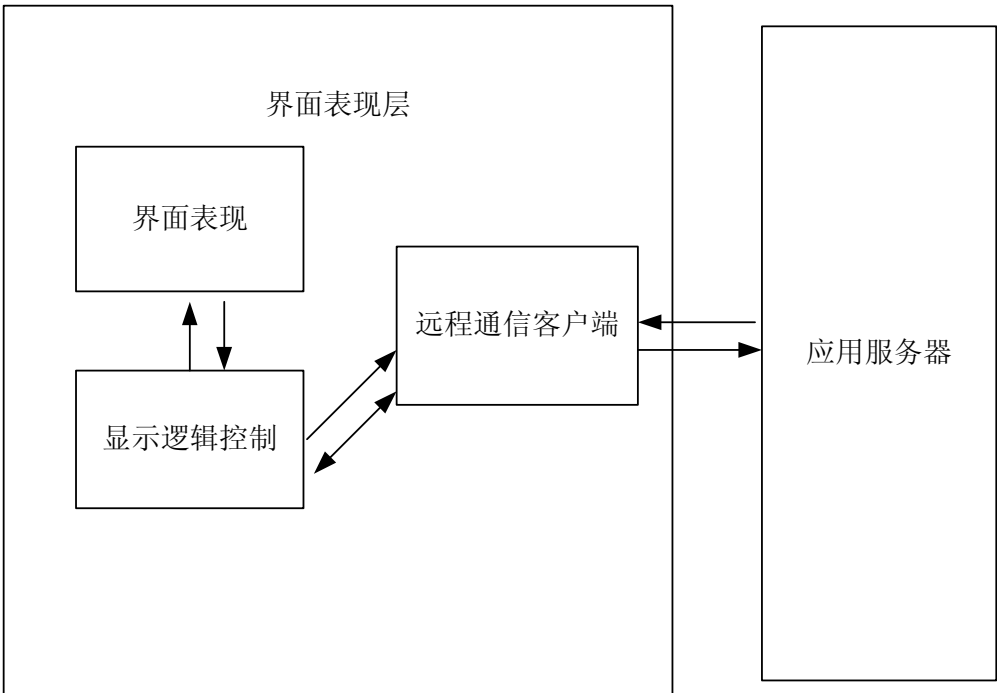 界面表现层
界面表现
远程通信客户端
应用服务器
显示逻辑控制